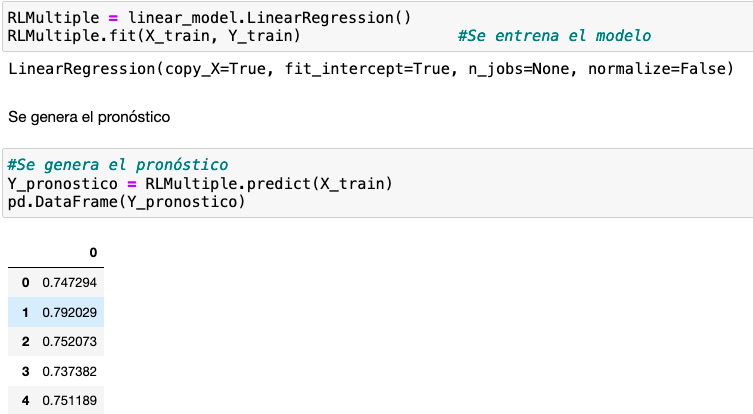 RLMultiple = linear_model.LinearRegression()
RLMultiple.fit(X_train, Y_train) #Se entrena el modelo
LinearRegression(copy_X=True, fit_intercept=True, n_jobs=None, normalize=False)
Se genera el pronóstico
#Se genera el pronóstico
Y_pronostico = RLMultiple.predict(X_train)
pd.DataFrame(Y_pronostico)
0
0 0.747294
1 0.792029
2 0.752073
3 0.737382
4 0.751189